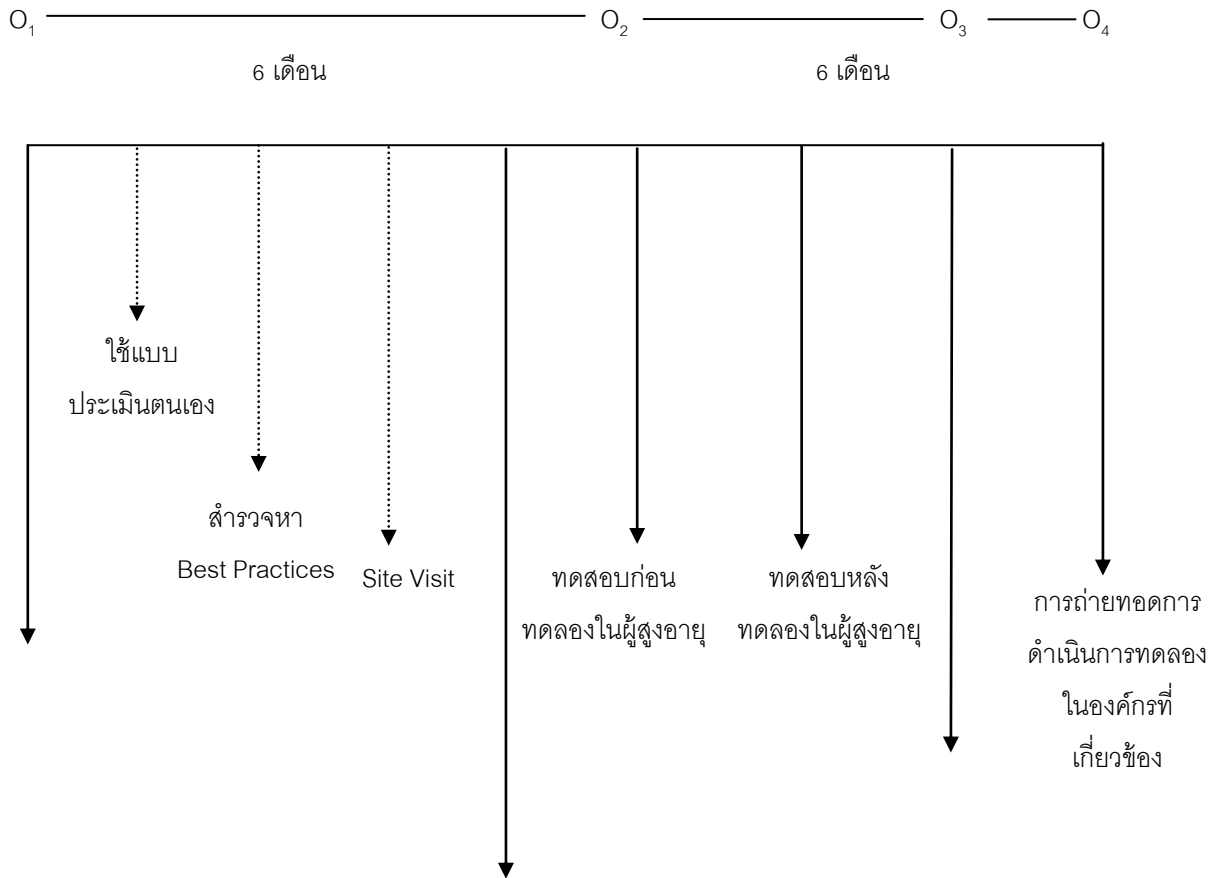 O₁ O₂ O₃ O₄
6 เดือน 6 เดือน
ใช้แบบ
ประเมินตนเอง
สำรวจหา
Best Practices
Site Visit
ทดสอบก่อน
ทดลองในผู้สูงอายุ
ทดสอบหลัง
ทดลองในผู้สูงอายุ
การถ่ายทอดการ
ดำเนินการทดลอง
ในองค์กรที่
เกี่ยวข้อง